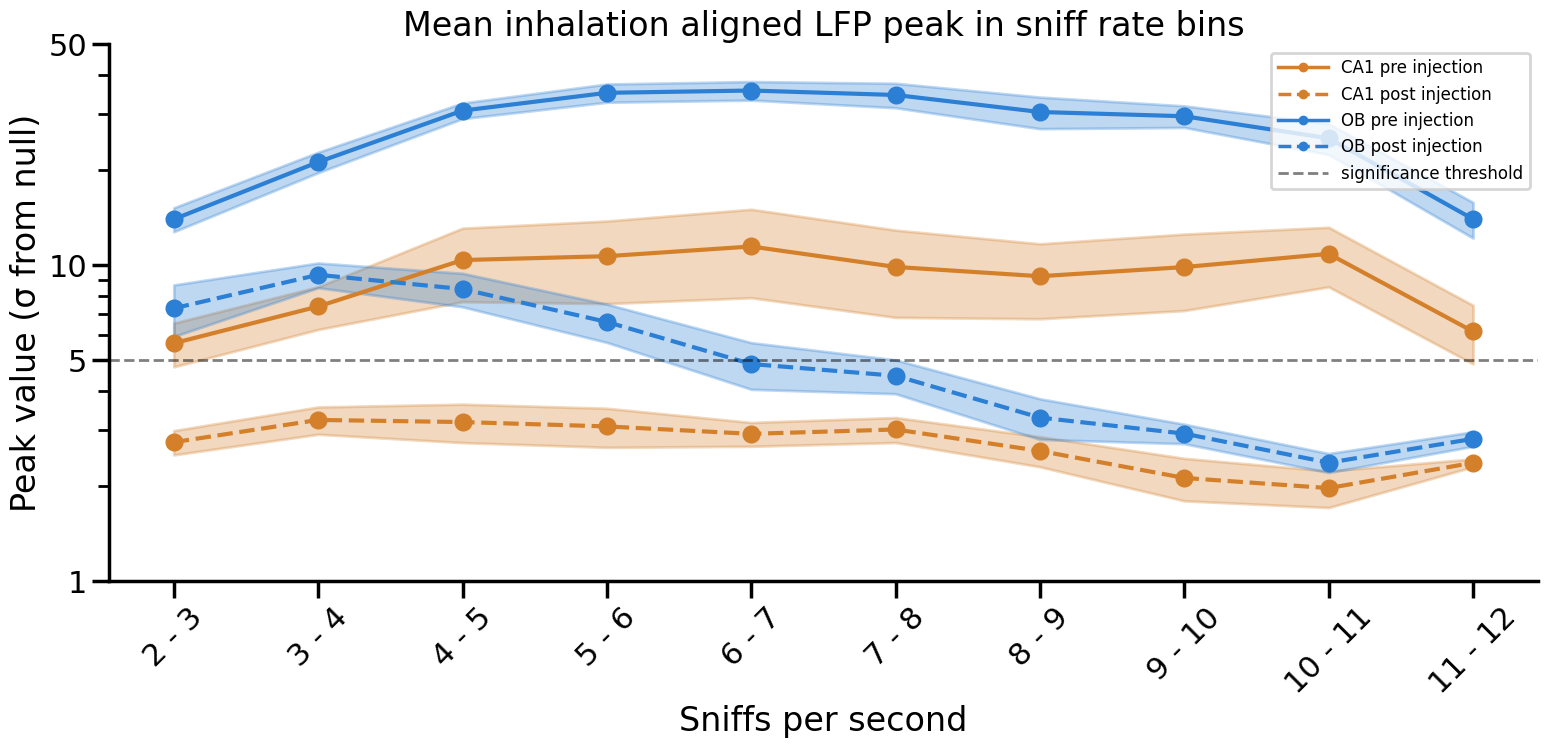 Mean inhalation aligned LFP peak in sniff rate bins
Peak value (σ from null)
50
10
5
1
CA1 pre injection
CA1 post injection
OB pre injection
OB post injection
significance threshold
2 - 3
3 - 4
4 - 5
5 - 6
6 - 7
7 - 8
8 - 9
9 - 10
10 - 11
11 - 12
Sniffs per second